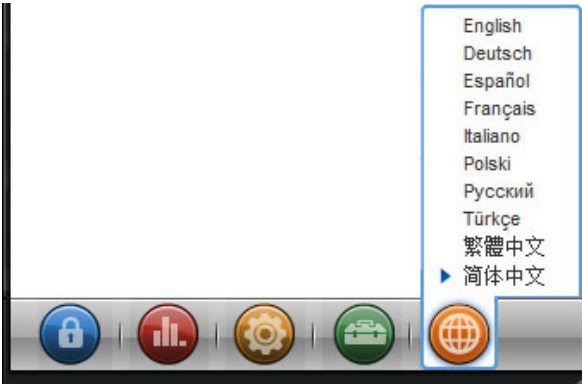 English
Deutsch
Español
Français
Italiano
Polski
Русский
Türkçe
繁體中文
简体中文